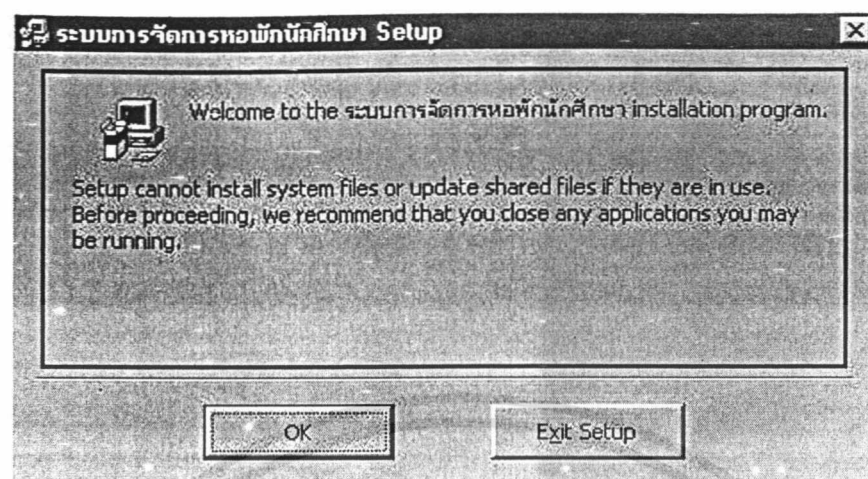 ระบบการจัดการหอพักนักศึกษา Setup
Welcome to the ระบบการจัดการหอพักนักศึกษา installation program.
Setup cannot install system files or update shared files if they are in use.
Before proceeding, we recommend that you close any applications you may
be running.
OK
Exit Setup